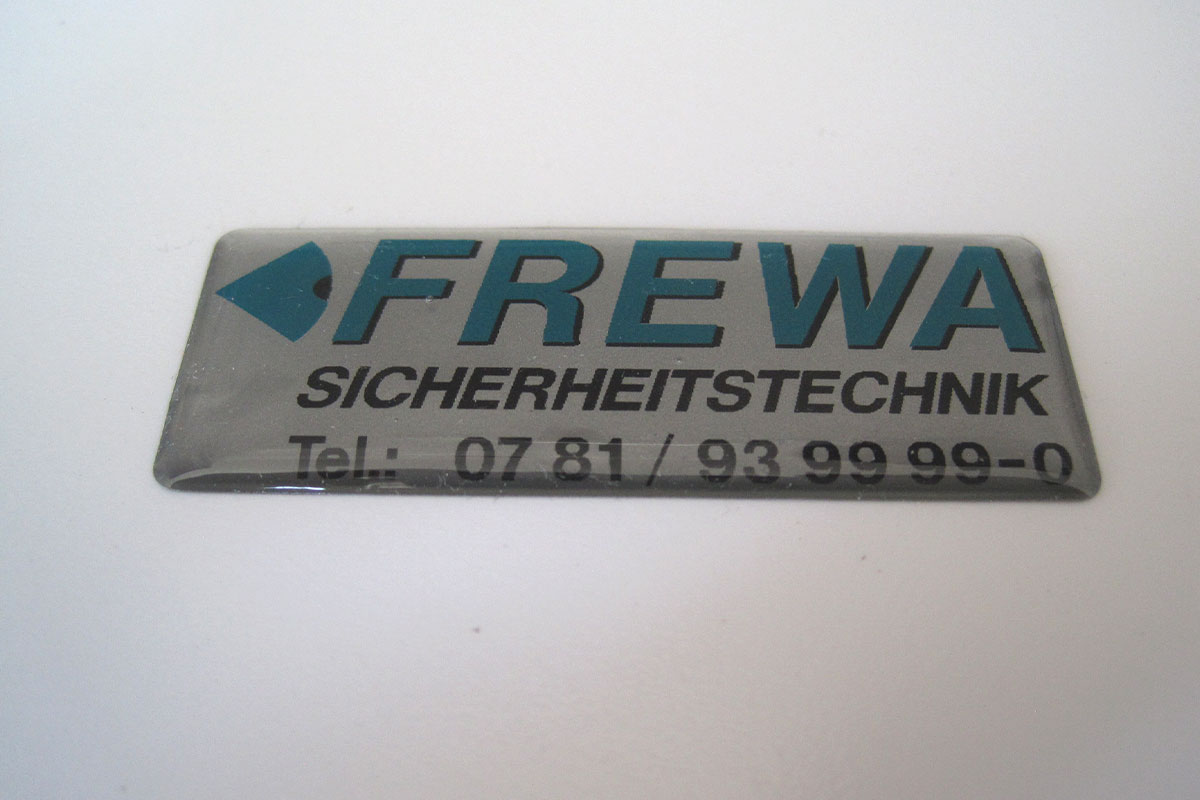 FREWA
SICHERHEITSTECHNIK
Tel.: 07 81 / 93 99 99-0